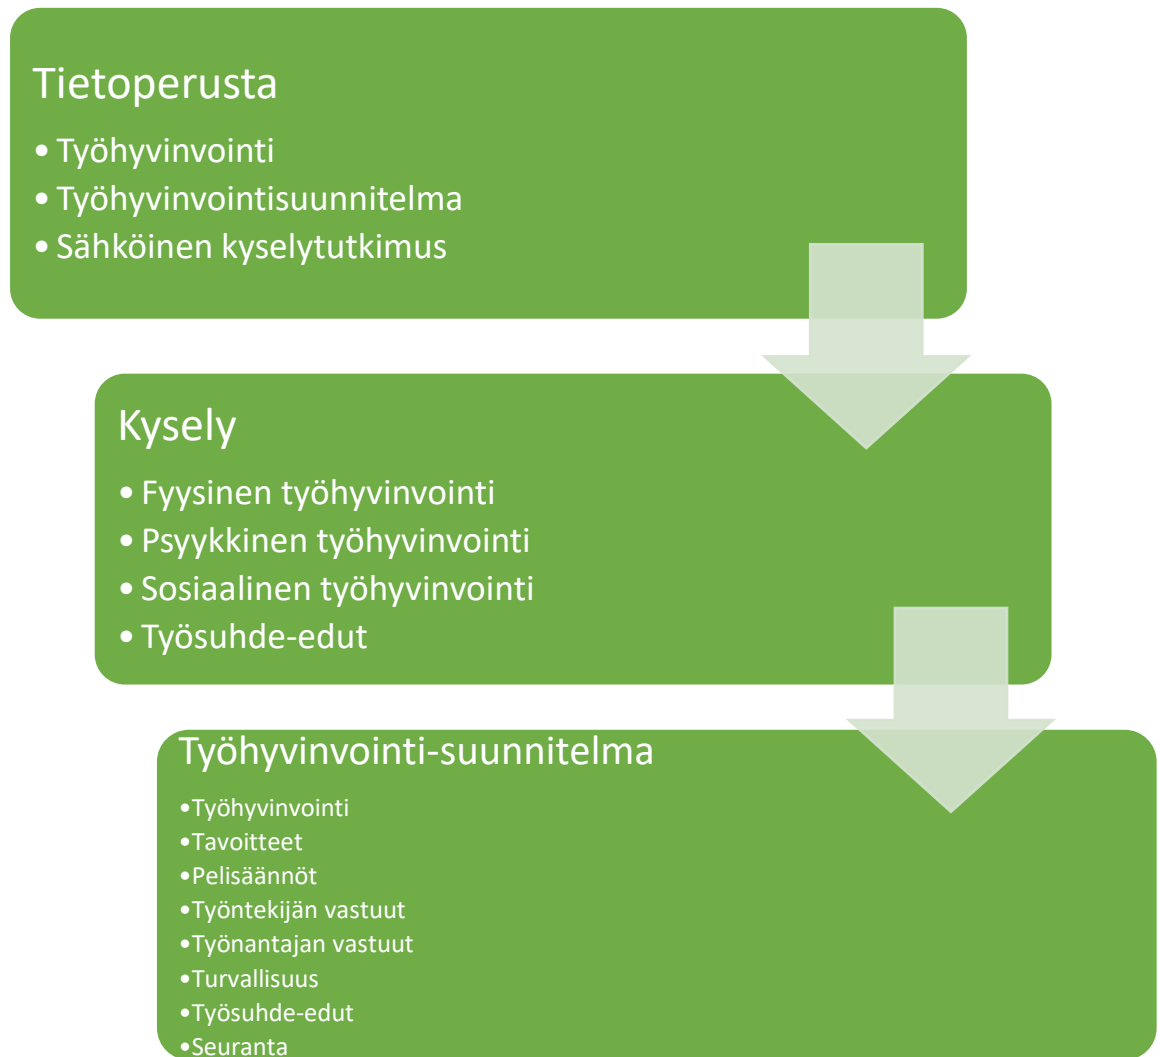 Tietoperusta
•Työhyvinvointi
•Työhyvinvointisuunnitelma
•Sähköinen kyselytutkimus
Kysely
•Fyysinen työhyvinvointi
•Psyykkinen työhyvinvointi
•Sosiaalinen työhyvinvointi
•Työsuhde-edut
Työhyvinvointi-suunnitelma
•Työhyvinvointi
•Tavoitteet
•Pelisäännöt
•Työntekijän vastuut
•Työnantajan vastuut
•Turvallisuus
•Työsuhde-edut
•Seuranta